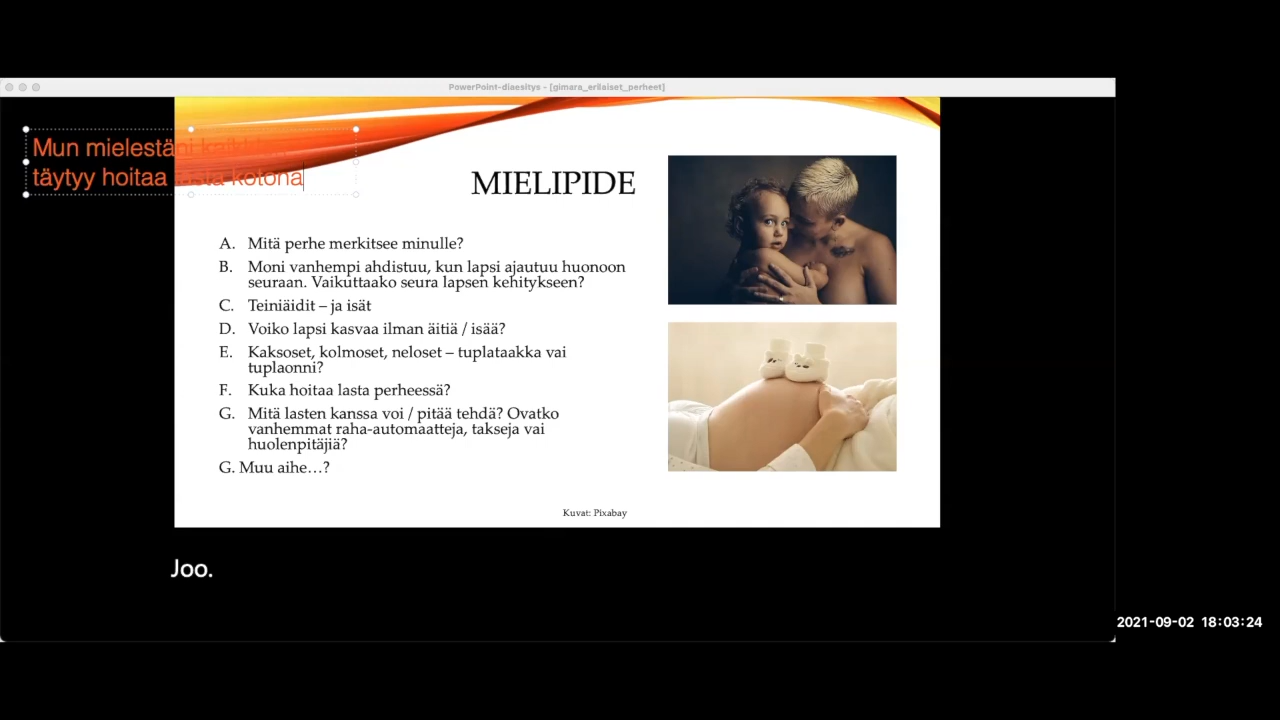 PowerPoint-diaesitys - [gimara_erilaiset_perheet]
Mun mielestäni
täytyy hoitaa lasta kotona
MIELIPIDE
A. Mitä perhe merkitsee minulle?
B. Moni vanhempi ahdistuu, kun lapsi ajautuu huonoon
seuraan. Vaikuttaako seura lapsen kehitykseen?
C. Teiniäidit – ja isät
D. Voiko lapsi kasvaa ilman äitiä / isää?
E. Kaksoset, kolmoset, neloset – tuplataakka vai
tuplaonni?
F. Kuka hoitaa lasta perheessä?
G. Mitä lasten kanssa voi / pitää tehdä? Ovatko
vanhemmat raha-automaatteja, takseja vai
huolenpitäjiä?
G. Muu aihe…?
Kuvat: Pixabay
Joo.
2021-09-02 18:03:24